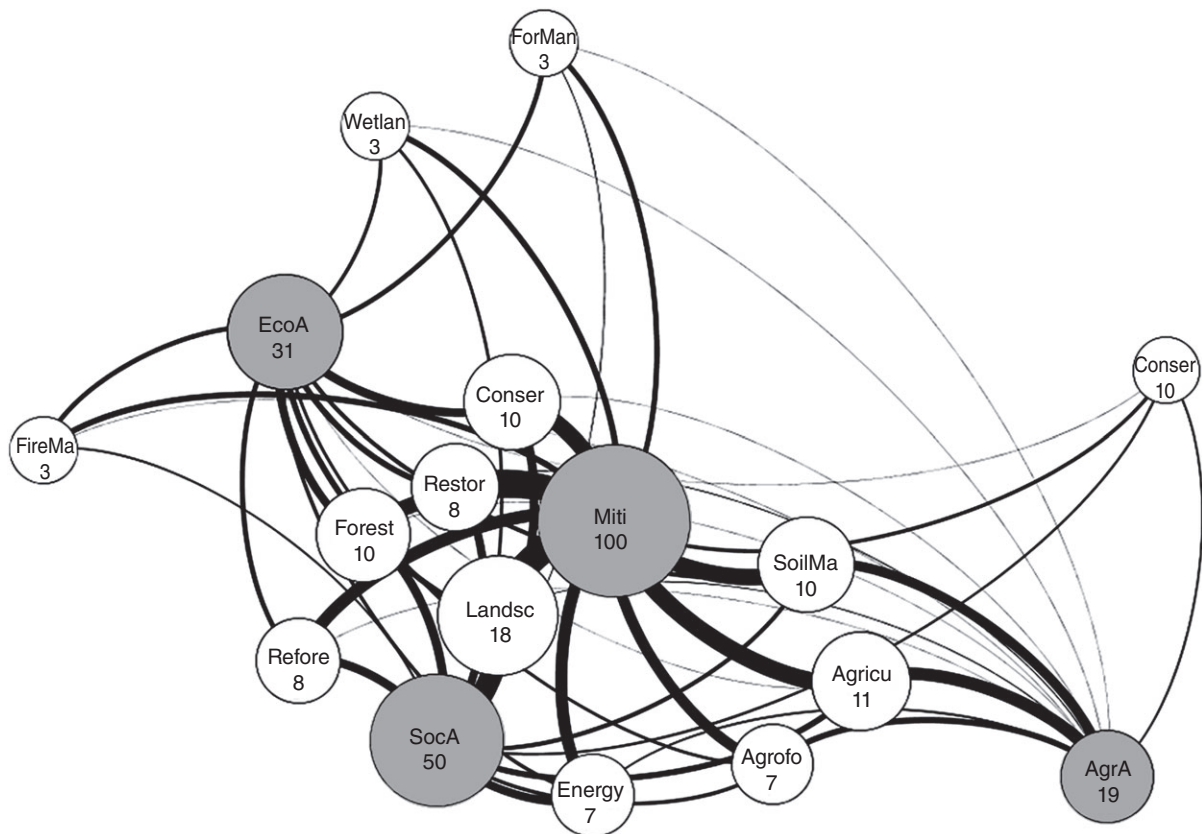 ForMan
3
Wetlan
3
EcoA
31
Conser
10
Conser
10
FireMa
3
Restor
8
Forest
10
Miti
100
SoilMa
10
Landsc
18
Refore
8
Agricu
11
SocA
50
Agrofo
7
Energy
7
AgrA
19